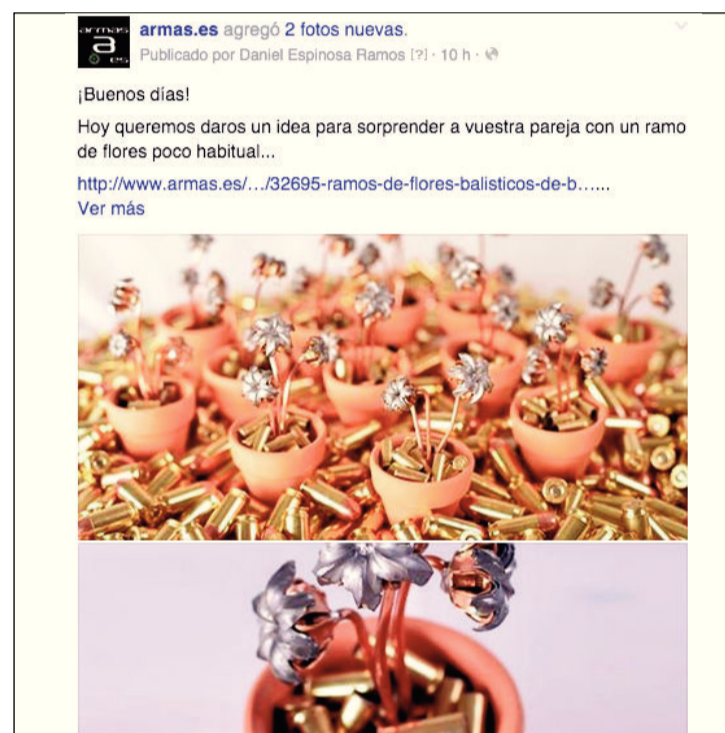 armas
a
es
armas.es agregó 2 fotos nuevas.
Publicado por Daniel Espinosa Ramos [?] · 10 h ·
¡Buenos días!
Hoy queremos daros un idea para sorprender a vuestra pareja con un ramo
de flores poco habitual...
http://www.armas.es/…/32695-ramos-de-flores-balisticos-de-b…...
Ver más